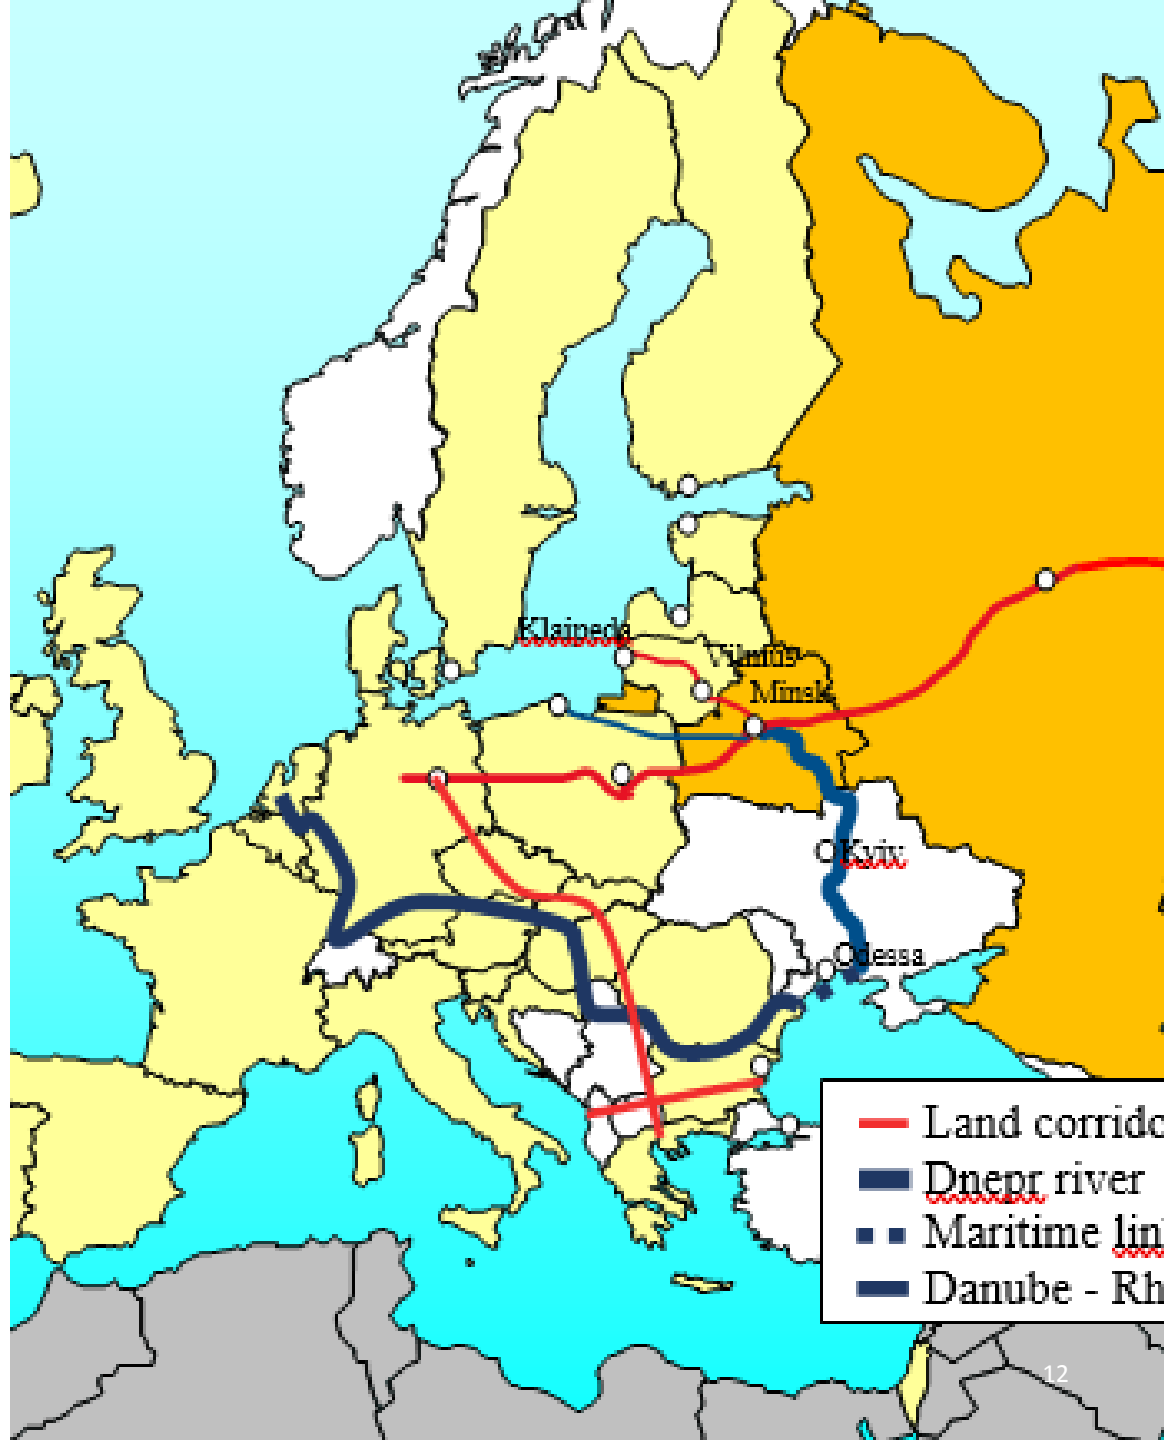 Klaipeda
Vilnius
Minsk
Kyiv
Odessa
Land corrido
Dnepr river
Maritime lin
Danube - Rh
12